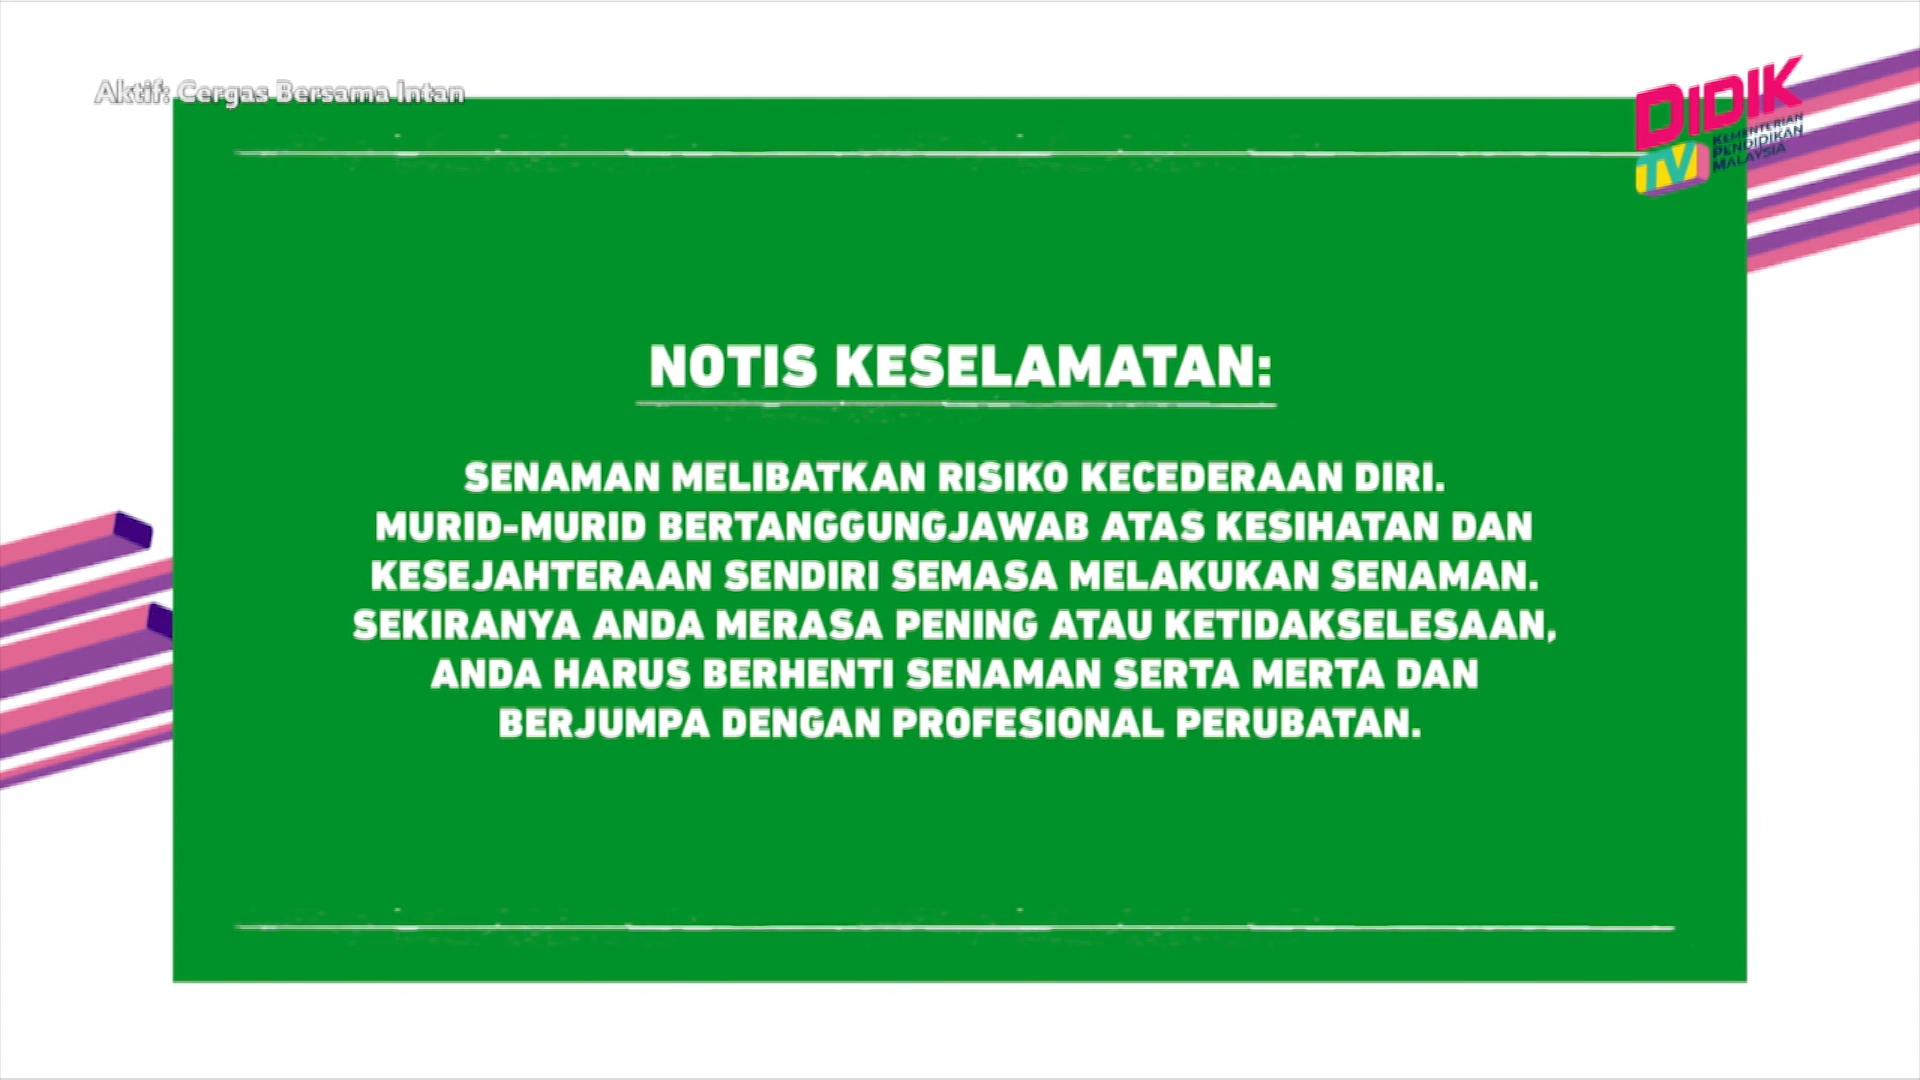 Aktif: Cergas Bersama Intan
DIDIK
TV
KEMENTERIAN
PENDIDIKAN
MALAYSIA
NOTIS KESELAMATAN:
SENAMAN MELIBATKAN RISIKO KECEDERAAN DIRI.
MURID-MURID BERTANGGUNGJAWAB ATAS KESIHATAN DAN
KESEJAHTERAAN SENDIRI SEMASA MELAKUKAN SENAMAN.
SEKIRANYA ANDA MERASA PENING ATAU KETIDAKSELESAAN,
ANDA HARUS BERHENTI SENAMAN SERTA MERTA DAN
BERJUMPA DENGAN PROFESIONAL PERUBATAN.